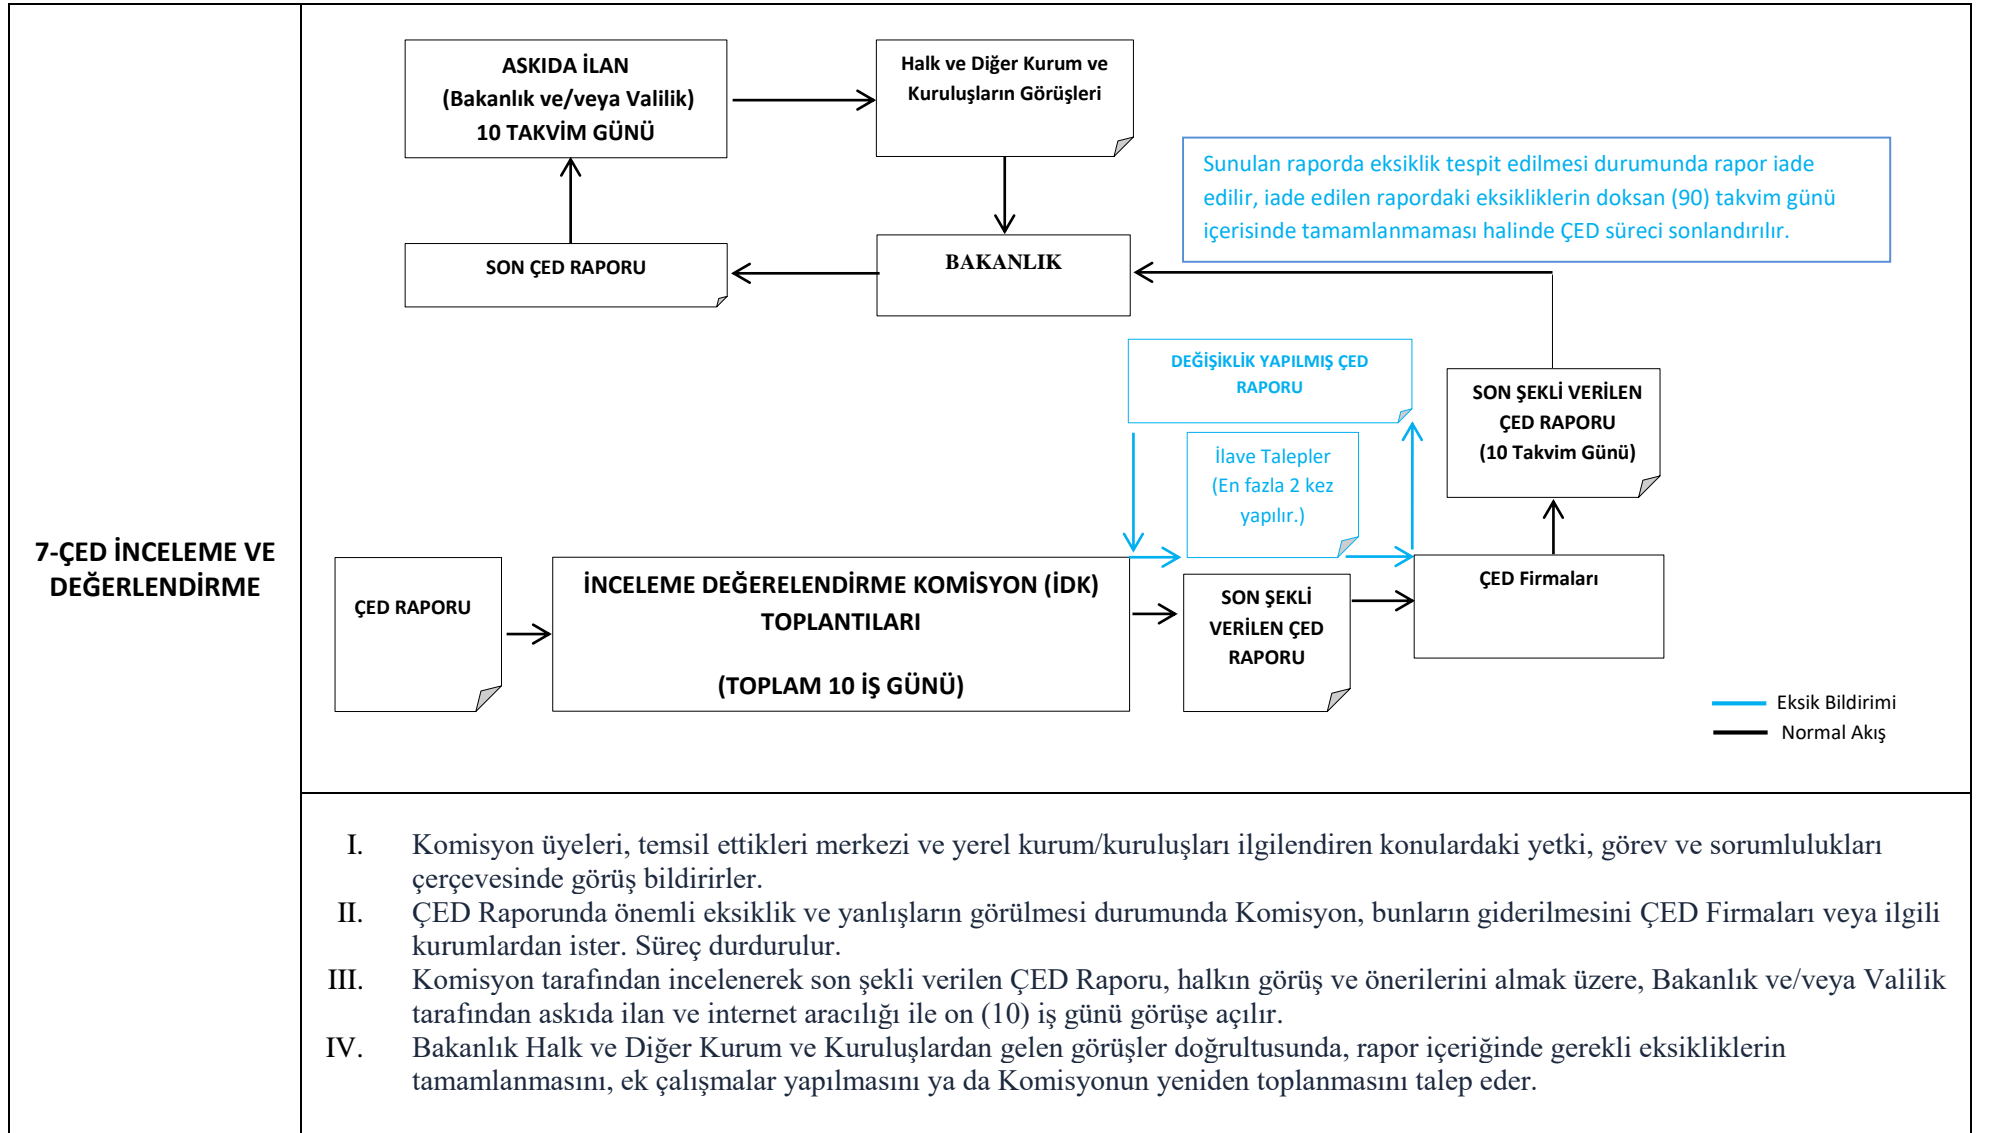 7-ÇED İNCELEME VE
DEĞERLENDİRME
ASKIDA İLAN
(Bakanlık ve/veya Valilik)
10 TAKVİM GÜNÜ
Halk ve Diğer Kurum ve
Kuruluşların Görüşleri
Sunulan raporda eksiklik tespit edilmesi durumunda rapor iade
edilir, iade edilen rapordaki eksikliklerin doksan (90) takvim günü
içerisinde tamamlanmaması halinde ÇED süreci sonlandırılır.
SON ÇED RAPORU
BAKANLIK
DEĞİŞİKLİK YAPILMIŞ ÇED
RAPORU
SON ŞEKLİ VERİLEN
ÇED RAPORU
(10 Takvim Günü)
İlave Talepler
(En fazla 2 kez
yapılır.)
ÇED RAPORU
İNCELEME DEĞERELENDİRME KOMİSYON (İDK)
TOPLANTILARI
(TOPLAM 10 İŞ GÜNÜ)
SON ŞEKLİ
VERİLEN ÇED
RAPORU
ÇED Firmaları
Eksik Bildirimi
Normal Akış
I. Komisyon üyeleri, temsil ettikleri merkezi ve yerel kurum/kuruluşları ilgilendiren konulardaki yetki, görev ve sorumlulukları
çerçevesinde görüş bildirirler.
II. ÇED Raporunda önemli eksiklik ve yanlışların görülmesi durumunda Komisyon, bunların giderilmesini ÇED Firmaları veya ilgili
kurumlardan ister. Süreç durdurulur.
III. Komisyon tarafından incelenerek son şekli verilen ÇED Raporu, halkın görüş ve önerilerini almak üzere, Bakanlık ve/veya Valilik
tarafından askıda ilan ve internet aracılığı ile on (10) iş günü görüşe açılır.
IV. Bakanlık Halk ve Diğer Kurum ve Kuruluşlardan gelen görüşler doğrultusunda, rapor içeriğinde gerekli eksikliklerin
tamamlanmasını, ek çalışmalar yapılmasını ya da Komisyonun yeniden toplanmasını talep eder.